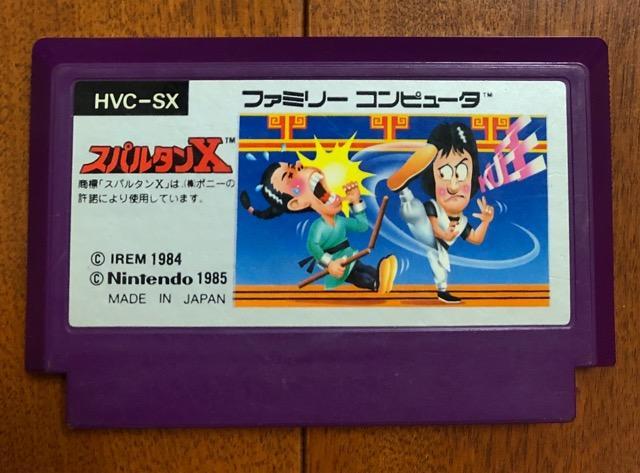 HVC-SX
ファミリー コンピュータ™
スパルタンX™
商標「スパルタンX」は、(株)ポニーの
許諾により使用しています。
© IREM 1984
© Nintendo 1985
MADE IN JAPAN